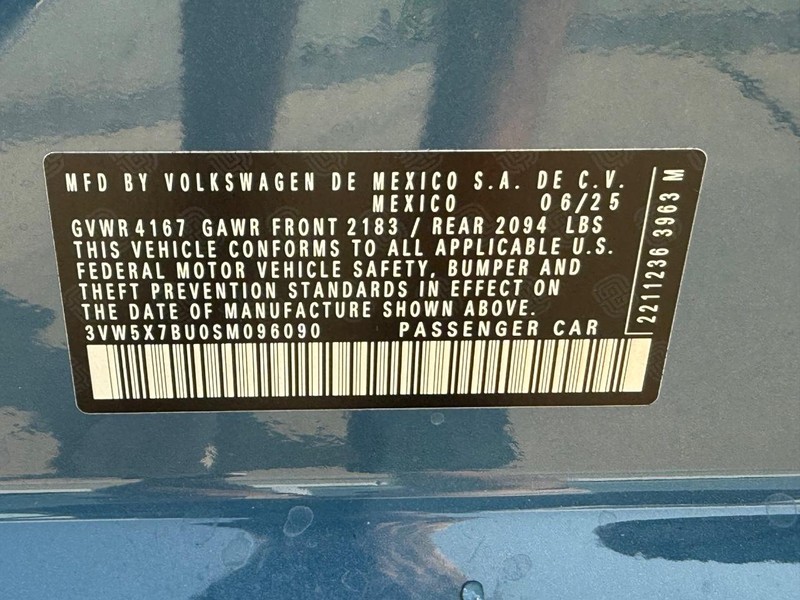 MFD BY VOLKSWAGEN DE MEXICO S.A. DE C.V.
MEXICO 06/25
GVWR 4167 GAWR FRONT 2183 / REAR 2094 LBS
THIS VEHICLE CONFORMS TO ALL APPLICABLE U.S.
FEDERAL MOTOR VEHICLE SAFETY, BUMPER AND
THEFT PREVENTION STANDARDS IN EFFECT ON
THE DATE OF MANUFACTURE SHOWN ABOVE.
3VW5X7BU0SM096090 PASSENGER CAR
2211236 3963 M